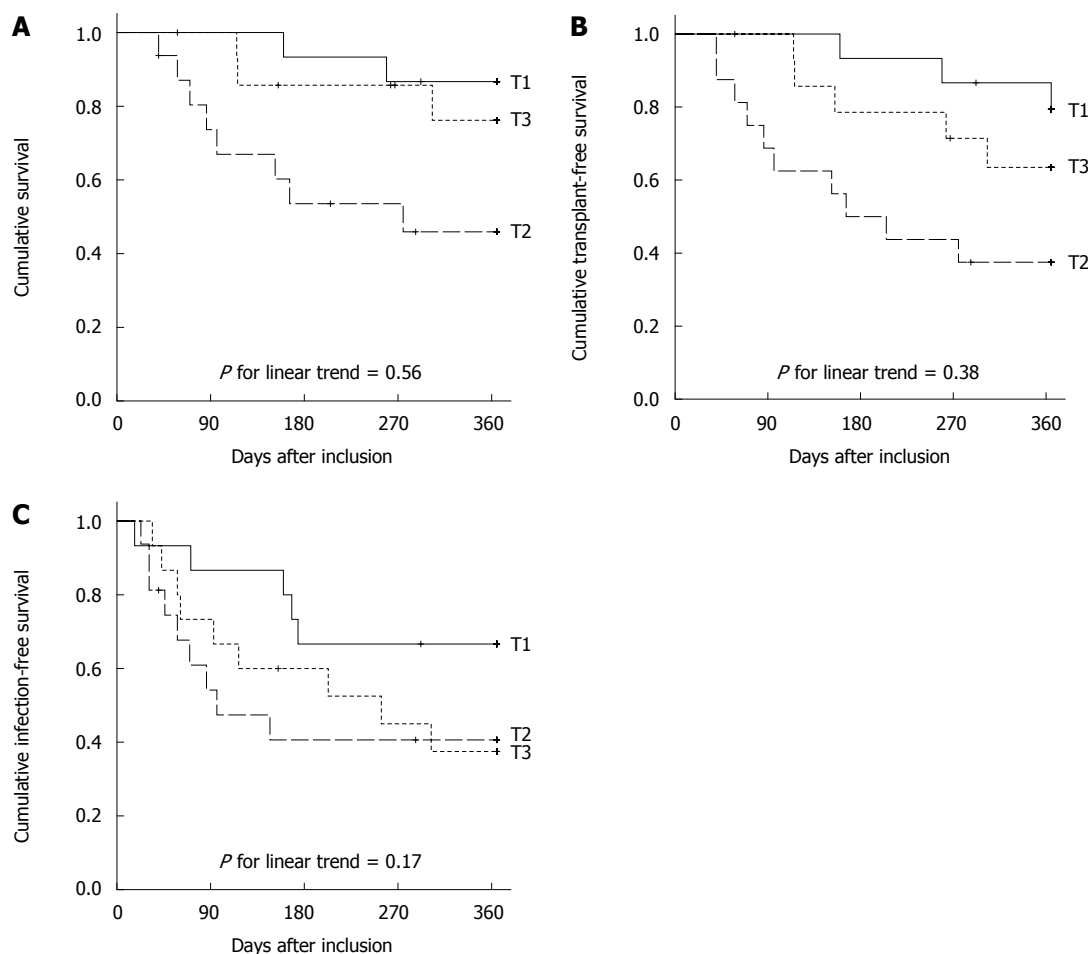 A
Cumulative survival
1.0
0.8
0.6
0.4
0.2
0.0
T1
T3
T2
P for linear trend = 0.56
0 90 180 270 360
Days after inclusion
B
Cumulative transplant-free survival
1.0
0.8
0.6
0.4
0.2
0.0
T1
T3
T2
P for linear trend = 0.38
0 90 180 270 360
Days after inclusion
C
Cumulative infection-free survival
1.0
0.8
0.6
0.4
0.2
0.0
T1
T2
T3
P for linear trend = 0.17
0 90 180 270 360
Days after inclusion